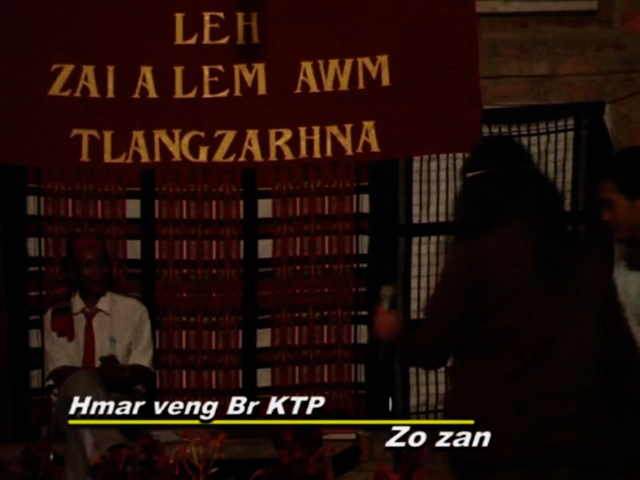 LEH
ZAI A LEM AWM
TLANGZARHNA
Hmar veng Br KTP
Zo zan